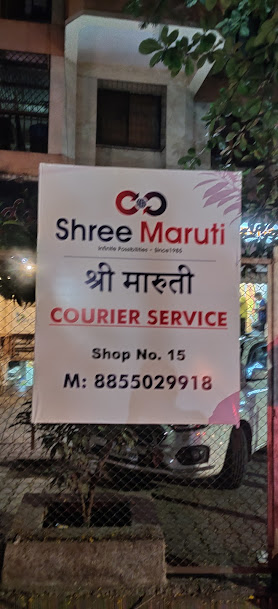 Shree Maruti
Infinite Possibilities - Since1985
श्री मारुती
COURIER SERVICE
Shop No. 15
M: 8855029918